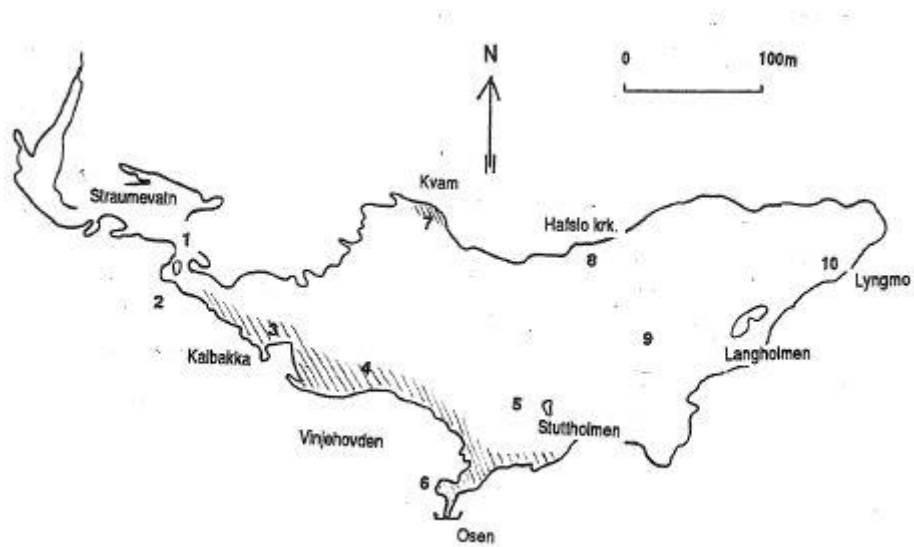 N
0 100m
Kvam
Straumevatn
7
Hafslo krk.
1
8
10
Lyngmo
2
3
9
Kalbakka
Langholmen
4
5
Stuttholmen
Vinjehovden
6
Osen